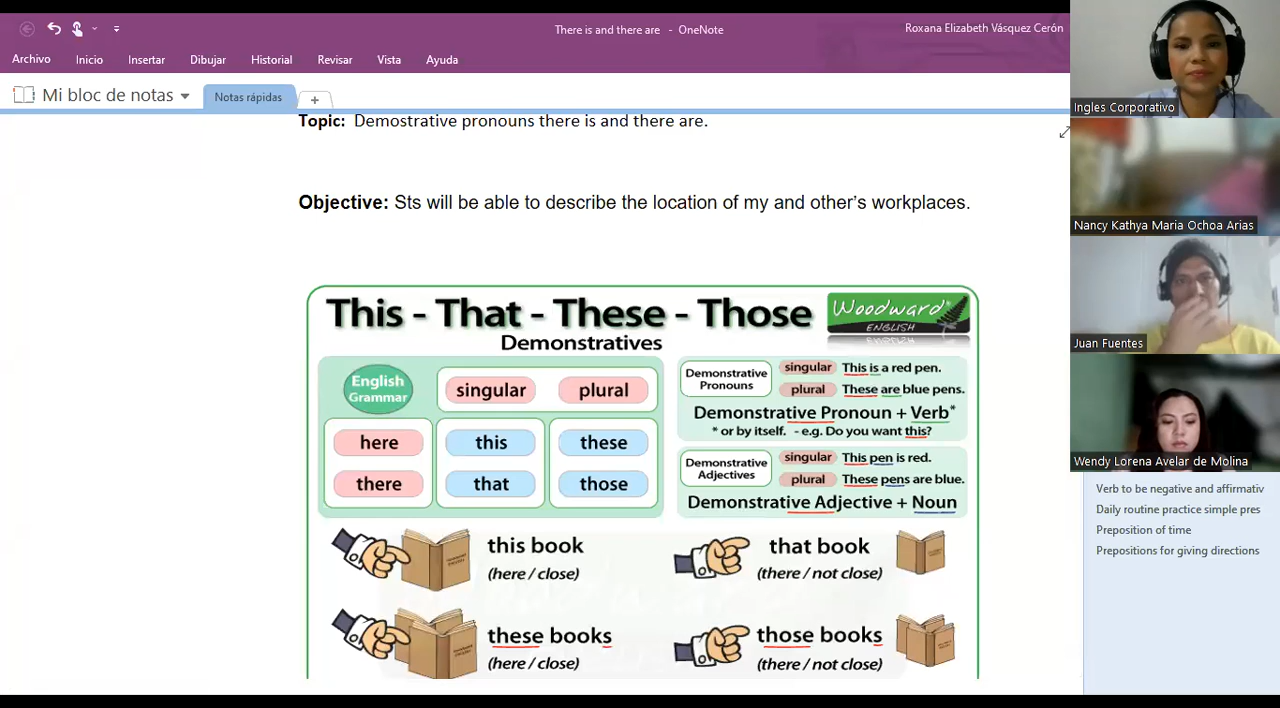 There is and there are - OneNote
Roxana Elizabeth Vásquez Cerón
Archivo Inicio Insertar Dibujar Historial Revisar Vista Ayuda
Mi bloc de notas Notas rápidas +
Topic: Demostrative pronouns there is and there are.
Objective: Sts will be able to describe the location of my and other's workplaces.
This - That - These - Those
Demonstratives
Woodward
ENGLISH
English
Grammar
singular plural
here this these
there that those
Demonstrative
Pronouns
singular This is a red pen.
plural These are blue pens.
Demonstrative Pronoun + Verb*
* or by itself. - e.g. Do you want this?
Demonstrative
Adjectives
singular This pen is red.
plural These pens are blue.
Demonstrative Adjective + Noun
this book
(here / close)
that book
(there / not close)
these books
(here / close)
those books
(there / not close)
Ingles Corporativo
Nancy Kathya Maria Ochoa Arias
Juan Fuentes
Wendy Lorena Avelar de Molina
Verb to be negative and affirmativ
Daily routine practice simple pres
Preposition of time
Prepositions for giving directions